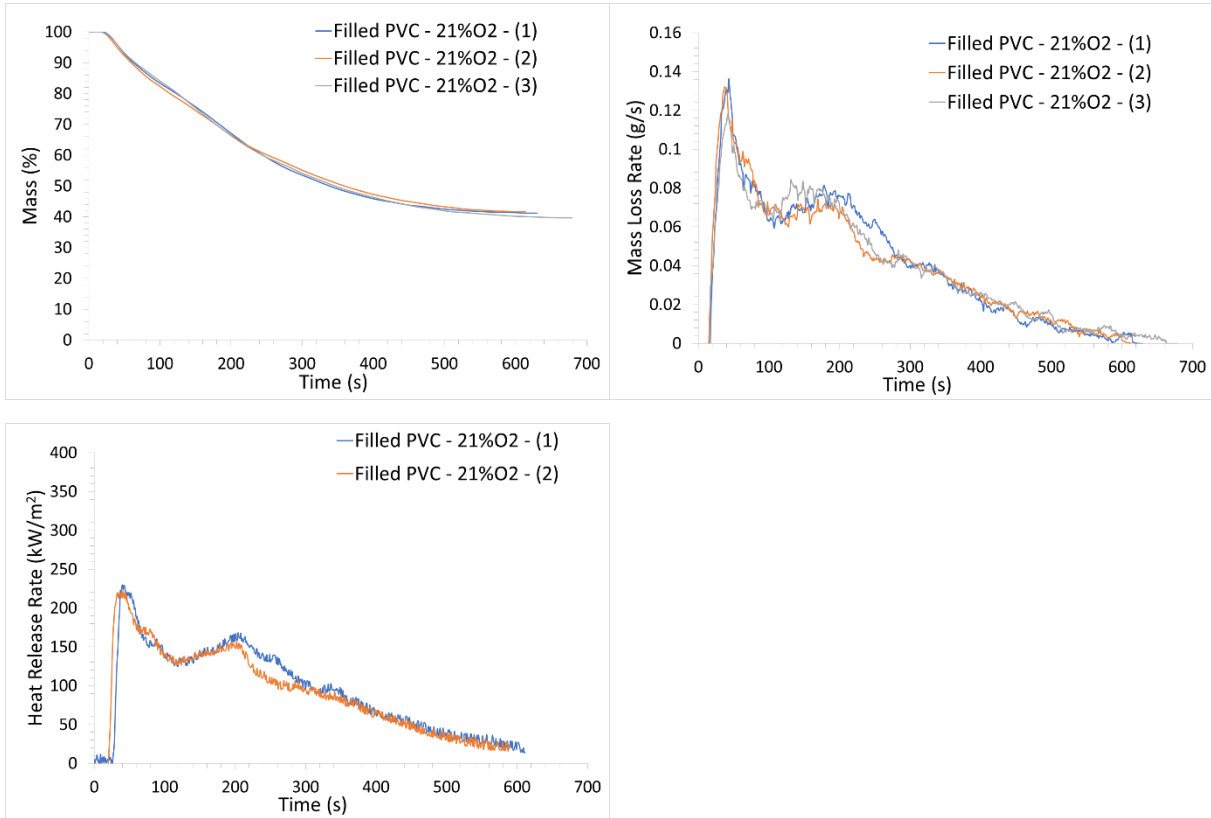 Filled PVC - 21%O2 - (1)
Filled PVC - 21%O2 - (2)
Filled PVC - 21%O2 - (3)
100
90
80
70
60
50
40
30
20
10
0
Mass (%)
0 100 200 300 400 500 600 700
Time (s)
Filled PVC - 21%O2 - (1)
Filled PVC - 21%O2 - (2)
Filled PVC - 21%O2 - (3)
0.16
0.14
0.12
0.1
0.08
0.06
0.04
0.02
0
Mass Loss Rate (g/s)
0 100 200 300 400 500 600 700
Time (s)
Filled PVC - 21%O2 - (1)
Filled PVC - 21%O2 - (2)
400
350
300
250
200
150
100
50
0
Heat Release Rate (kW/m²)
0 100 200 300 400 500 600 700
Time (s)